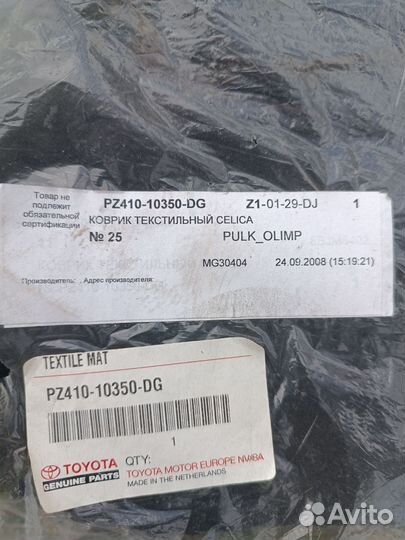 Товар не
подлежит
обязательной
сертификации
PZ410-10350-DG Z1-01-29-DJ 1
КОВРИК ТЕКСТИЛЬНЫЙ CELICA
№ 25 PULK_OLIMP
MG30404 24.09.2008 (15:19:21)
Производитель: . Адрес производителя:
TEXTILE MAT
PZ410-10350-DG
1
TOYOTA
GENUINE PARTS
QTY:
TOYOTA MOTOR EUROPE NV/SA
MADE IN THE NETHERLANDS
Avito